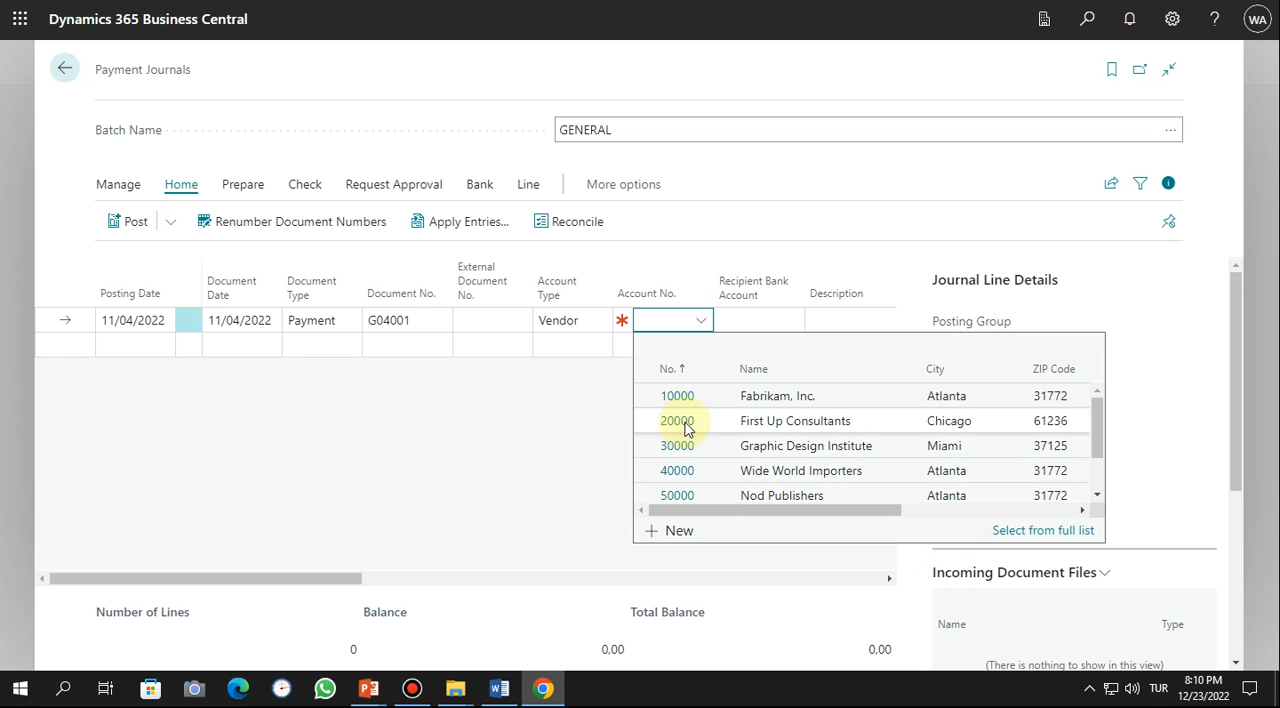 Dynamics 365 Business Central
WA
Payment Journals
Batch Name
GENERAL
Manage Home Prepare Check Request Approval Bank Line More options
Post Renumber Document Numbers Apply Entries... Reconcile
Posting Date Document Date Document Type Document No. External Document No. Account Type Account No. Recipient Bank Account Description
11/04/2022 11/04/2022 Payment G04001 Vendor
No. ↑ Name City ZIP Code
10000 Fabrikam, Inc. Atlanta 31772
20000 First Up Consultants Chicago 61236
30000 Graphic Design Institute Miami 37125
40000 Wide World Importers Atlanta 31772
50000 Nod Publishers Atlanta 31772
+ New Select from full list
Journal Line Details
Posting Group
Incoming Document Files
Name Type
(There is nothing to show in this view)
Number of Lines Balance Total Balance
0 0,00 0,00
TUR
8:10 PM
12/23/2022